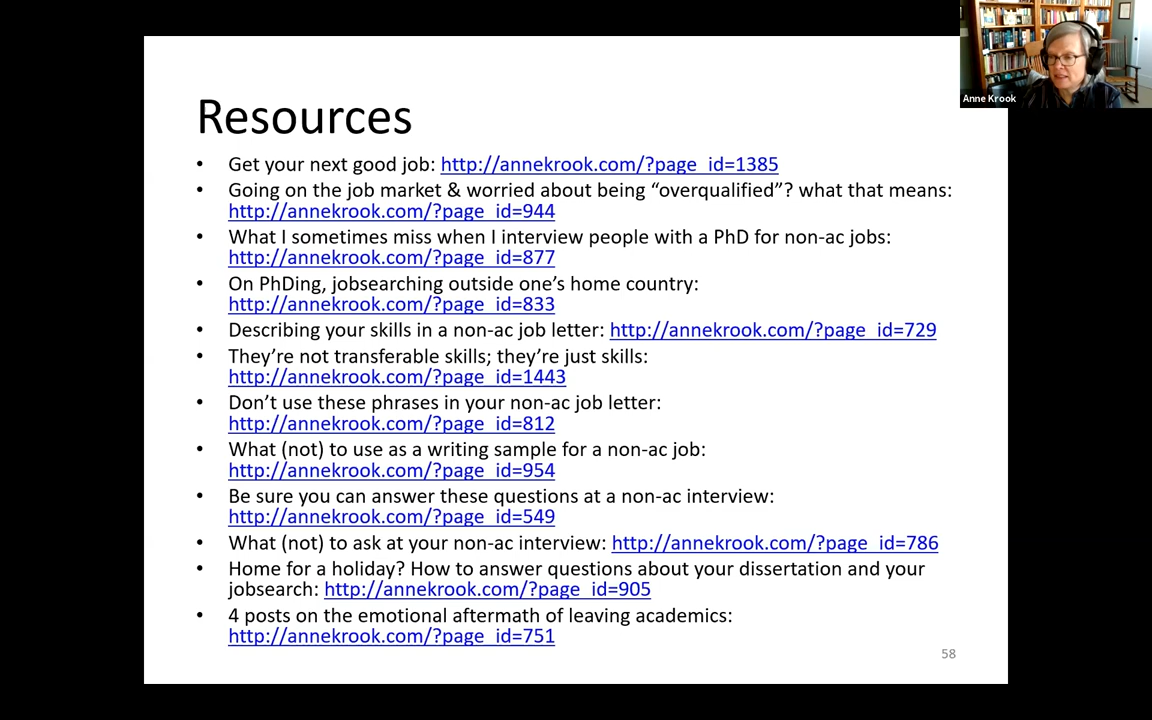 Resources
• Get your next good job: http://annekrook.com/?page_id=1385
• Going on the job market & worried about being “overqualified”? what that means:
http://annekrook.com/?page_id=944
• What I sometimes miss when I interview people with a PhD for non-ac jobs:
http://annekrook.com/?page_id=877
• On PhDing, jobsearching outside one’s home country:
http://annekrook.com/?page_id=833
• Describing your skills in a non-ac job letter: http://annekrook.com/?page_id=729
• They’re not transferable skills; they’re just skills:
http://annekrook.com/?page_id=1443
• Don’t use these phrases in your non-ac job letter:
http://annekrook.com/?page_id=812
• What (not) to use as a writing sample for a non-ac job:
http://annekrook.com/?page_id=954
• Be sure you can answer these questions at a non-ac interview:
http://annekrook.com/?page_id=549
• What (not) to ask at your non-ac interview: http://annekrook.com/?page_id=786
• Home for a holiday? How to answer questions about your dissertation and your
jobsearch: http://annekrook.com/?page_id=905
• 4 posts on the emotional aftermath of leaving academics:
http://annekrook.com/?page_id=751
58
Anne Krook